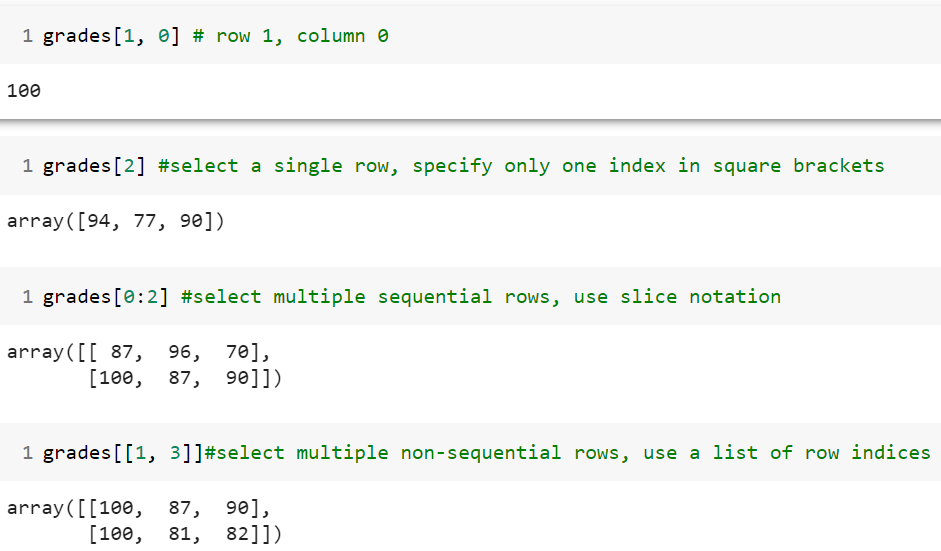 1 grades[1, 0] # row 1, column 0
100
1 grades[2] #select a single row, specify only one index in square brackets
array([94, 77, 90])
1 grades[0:2] #select multiple sequential rows, use slice notation
array([[ 87,  96,  70],
       [100,  87,  90]])
1 grades[[1, 3]]#select multiple non-sequential rows, use a list of row indices
array([[100,  87,  90],
       [100,  81,  82]])